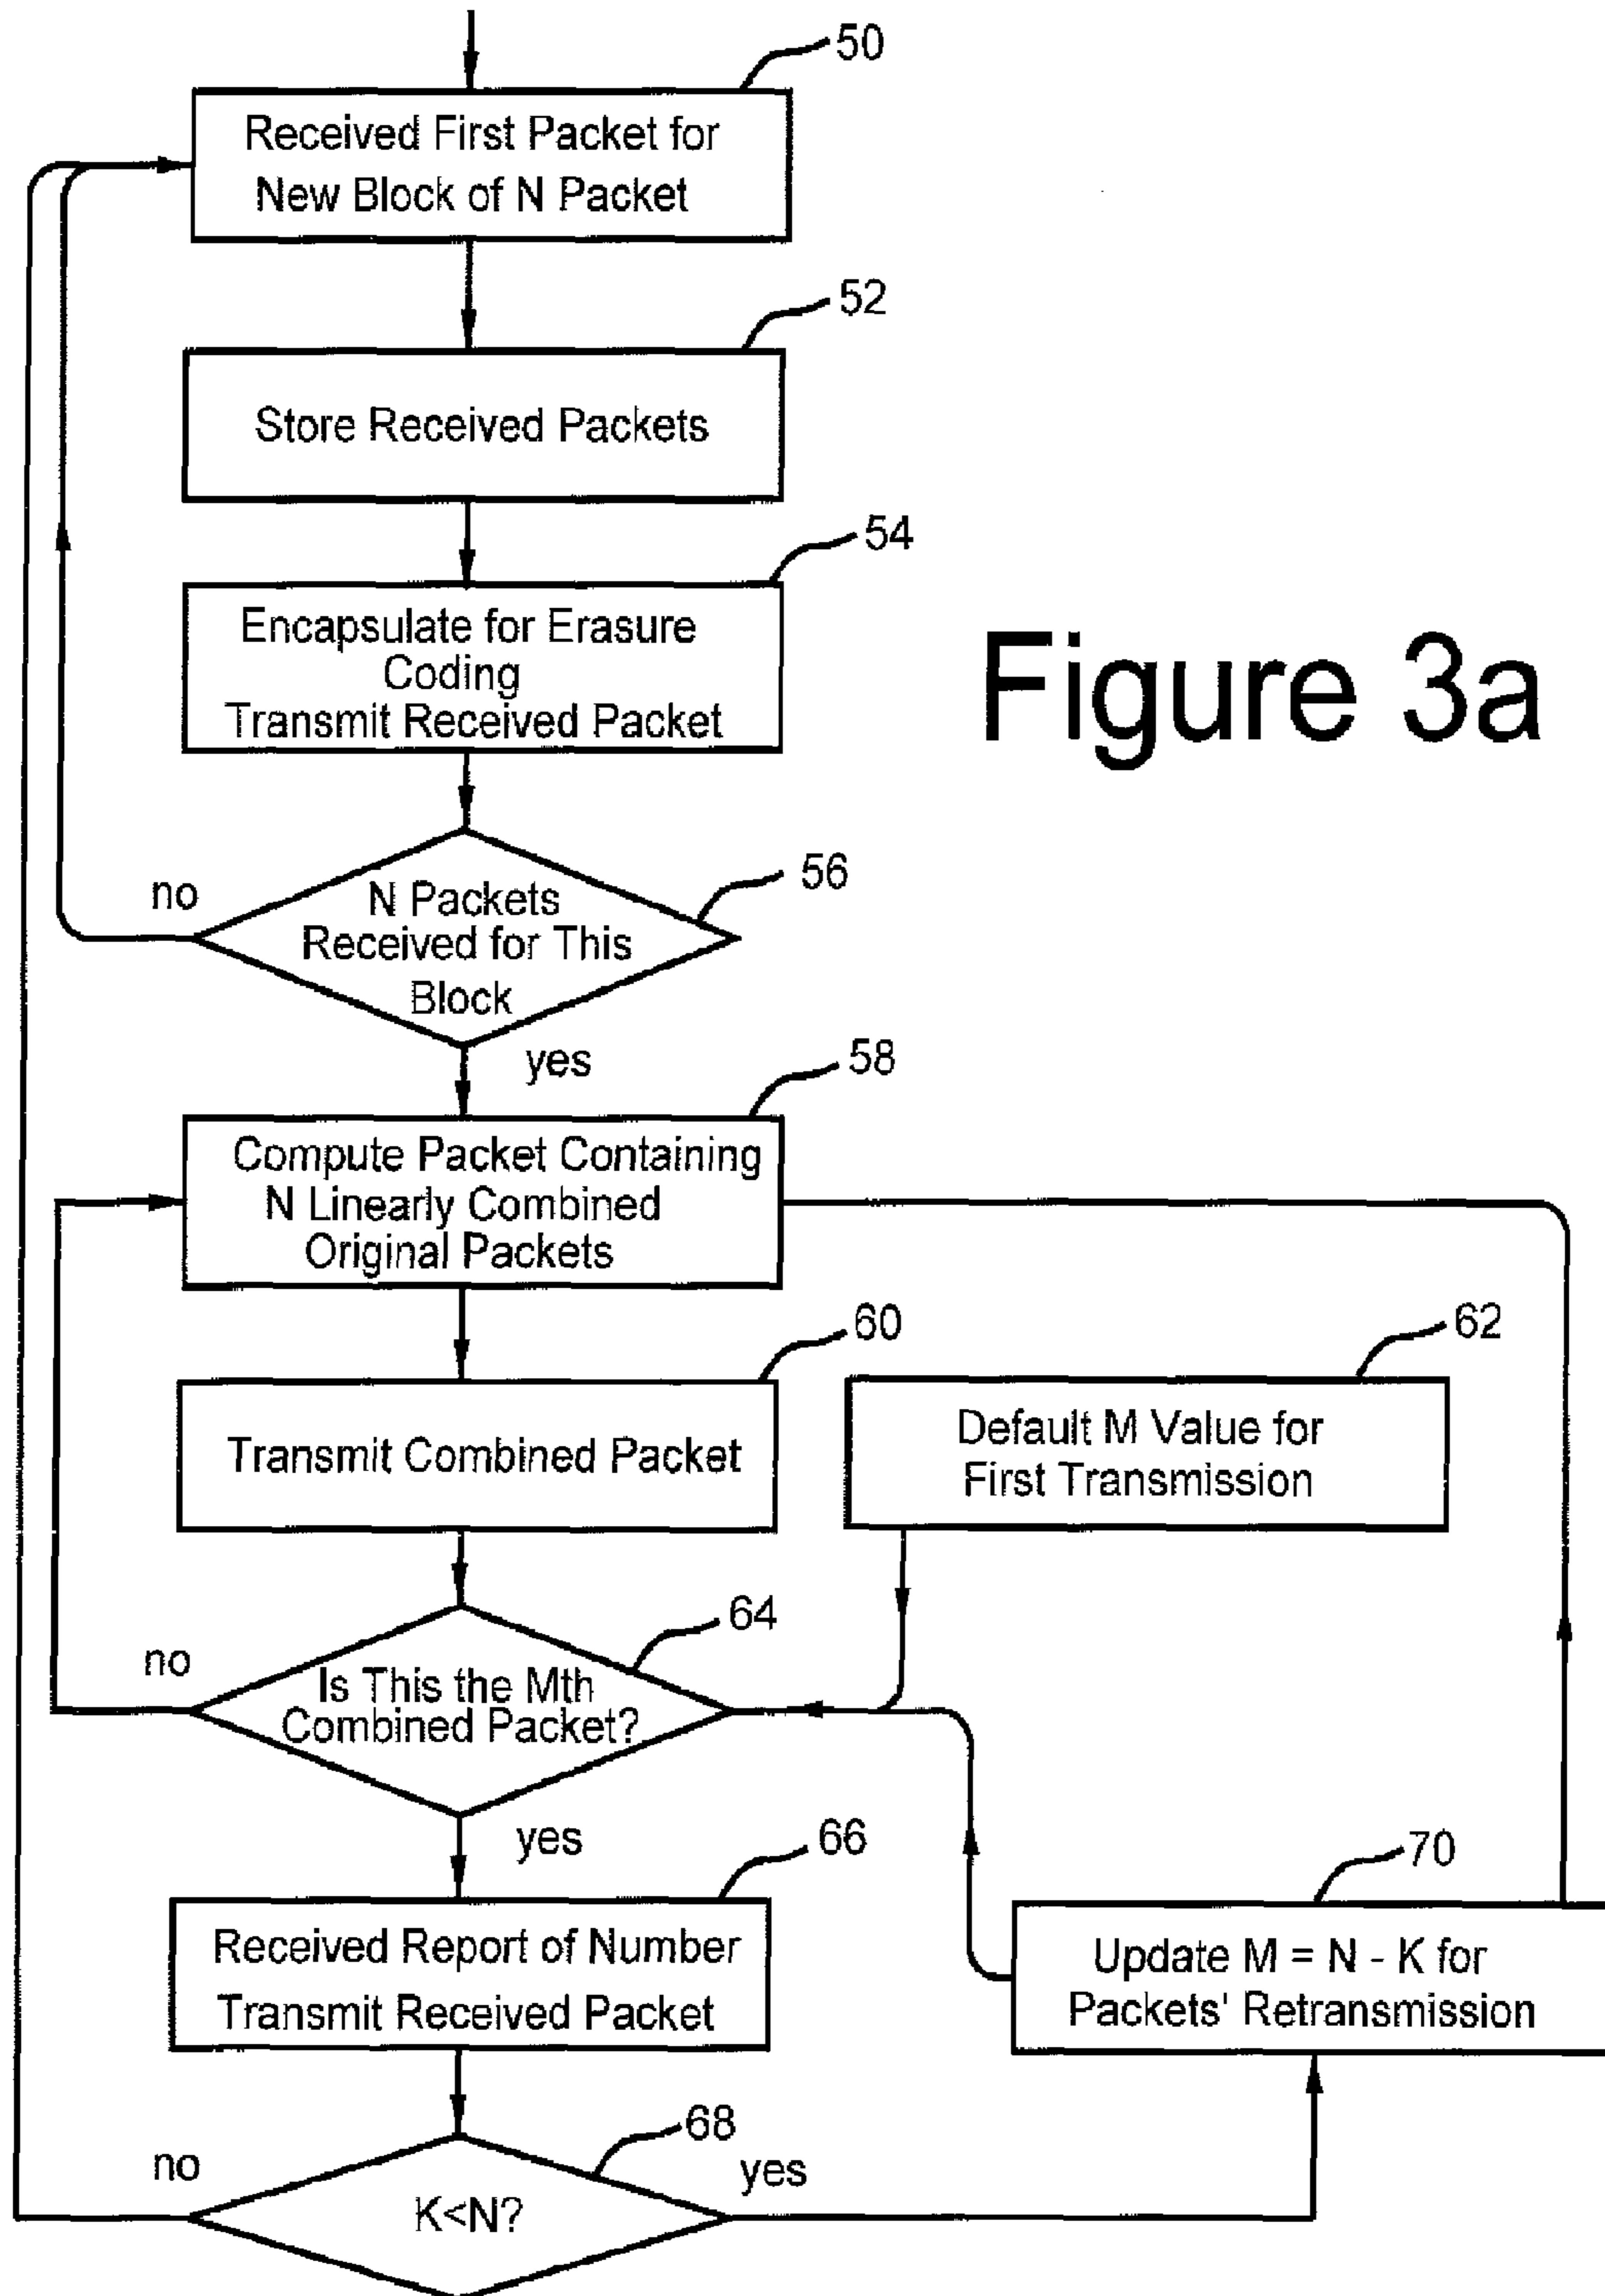 50
Received First Packet for
New Block of N Packet
52
Store Received Packets
54
Encapsulate for Erasure
Coding
Transmit Received Packet
Figure 3a
56
no
N Packets
Received for This
Block
yes
58
Compute Packet Containing
N Linearly Combined
Original Packets
60
62
Transmit Combined Packet
Default M Value for
First Transmission
64
no
Is This the Mth
Combined Packet?
yes
66
70
Received Report of Number
Transmit Received Packet
Update M = N - K for
Packets' Retransmission
68
no
yes
K<N?